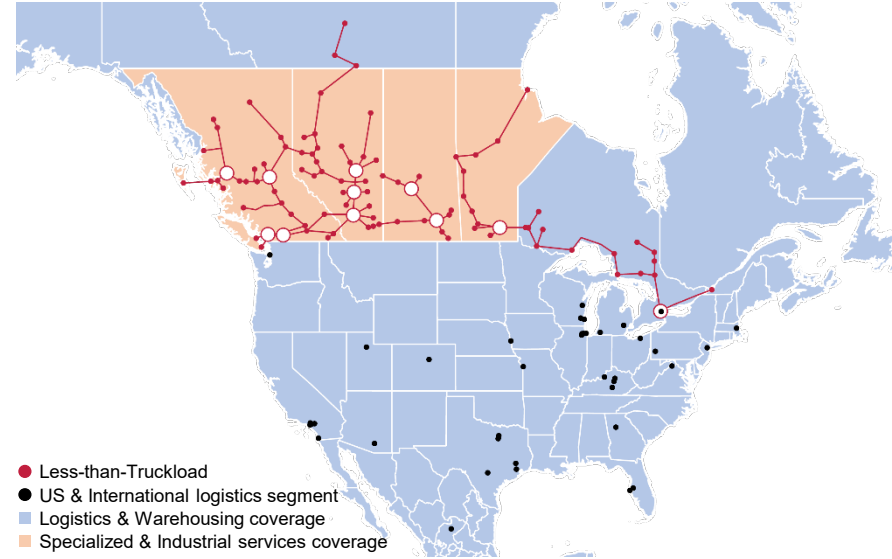 Less-than-Truckload
US & International logistics segment
Logistics & Warehousing coverage
Specialized & Industrial services coverage